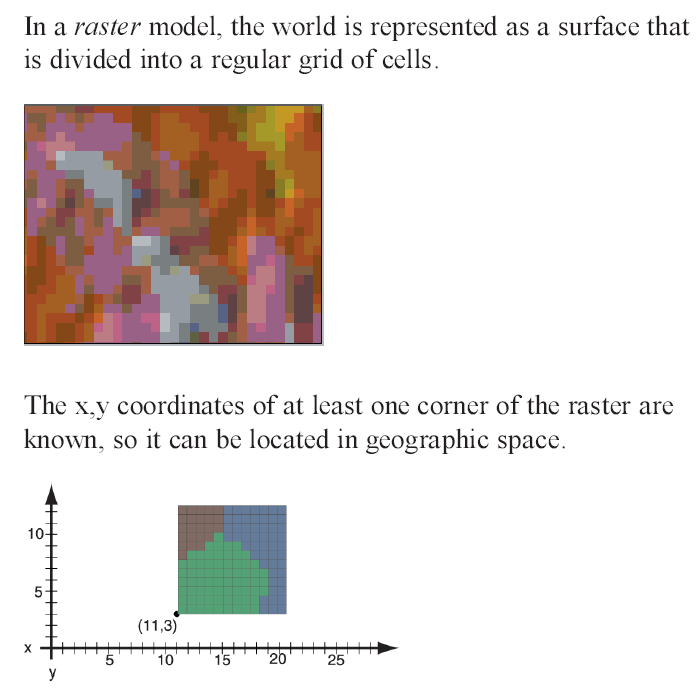 In a raster model, the world is represented as a surface that
is divided into a regular grid of cells.
The x,y coordinates of at least one corner of the raster are
known, so it can be located in geographic space.
10
5
(11,3)
x
5 10 15 20 25
y